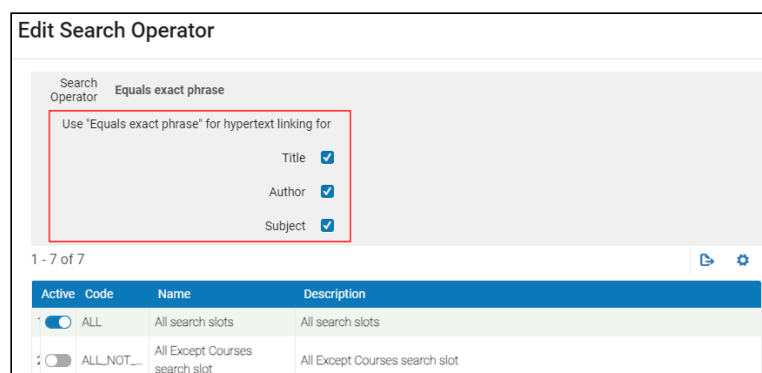 Edit Search Operator
Search
Operator
Equals exact phrase
Use "Equals exact phrase" for hypertext linking for
Title
Author
Subject
1 - 7 of 7
Active Code Name Description
ALL All search slots All search slots
ALL_NOT_... All Except Courses
search slot
All Except Courses search slot